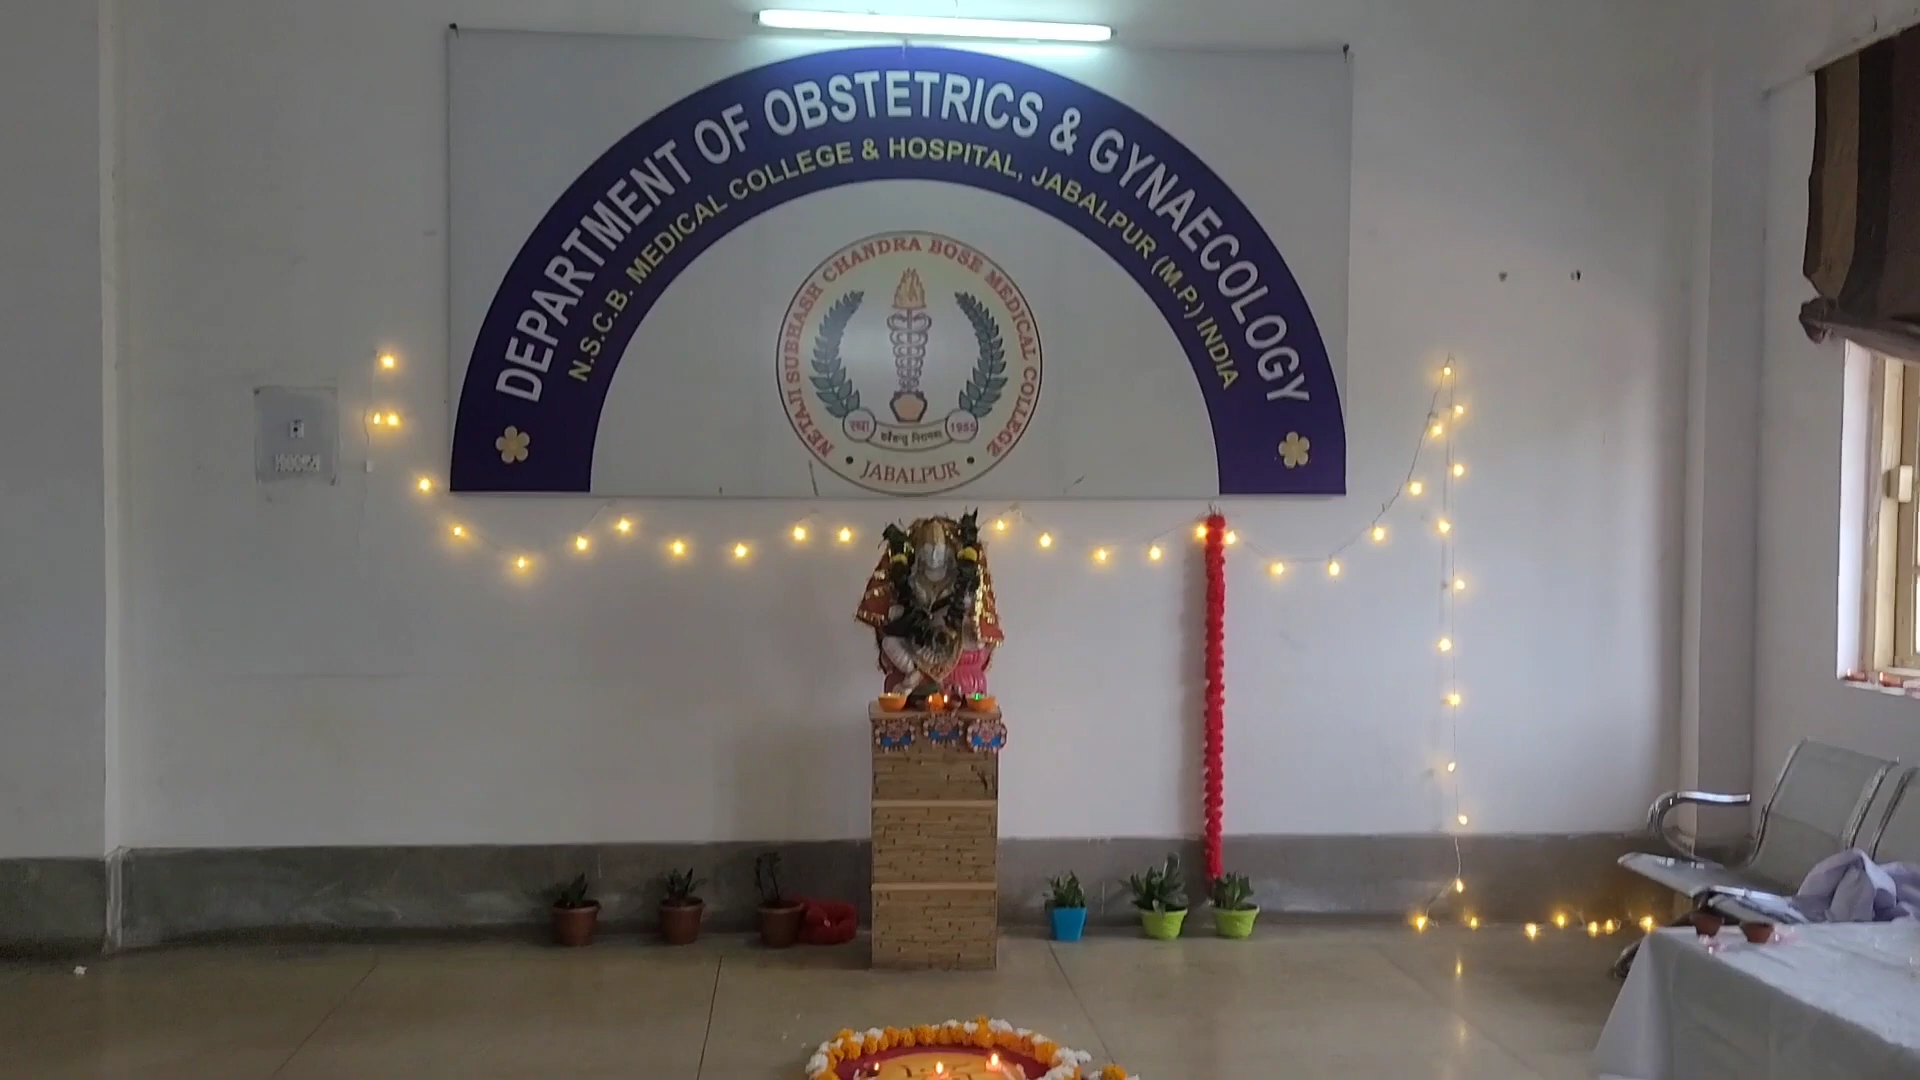 DEPARTMENT OF OBSTETRICS & GYNAECOLOGY
N.S.C.B. MEDICAL COLLEGE & HOSPITAL, JABALPUR (M.P.) INDIA
NETAJI SUBHASH CHANDRA BOSE MEDICAL COLLEGE
1955
• JABALPUR •